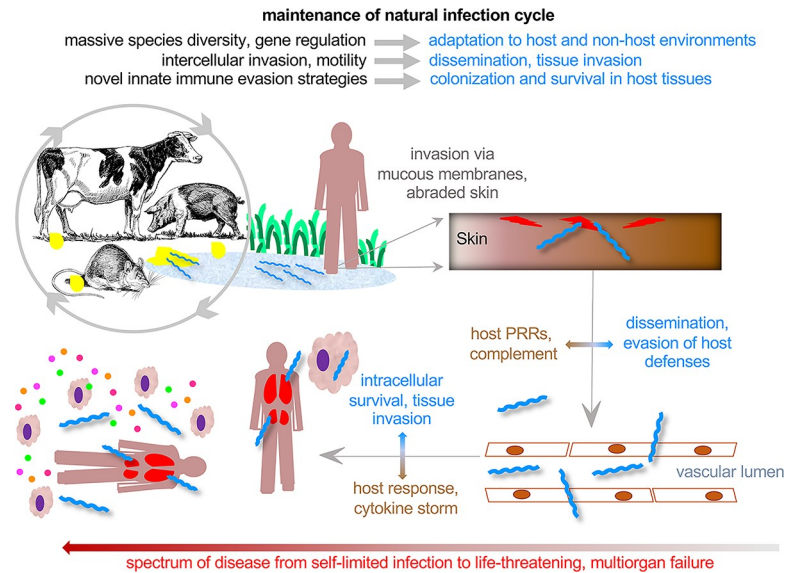 maintenance of natural infection cycle
massive species diversity, gene regulation
adaptation to host and non-host environments
intercellular invasion, motility
dissemination, tissue invasion
novel innate immune evasion strategies
colonization and survival in host tissues
invasion via
mucous membranes,
abraded skin
Skin
host PRRs,
complement
dissemination,
evasion of host
defenses
intracellular
survival, tissue
invasion
host response,
cytokine storm
vascular lumen
spectrum of disease from self-limited infection to life-threatening, multiorgan failure